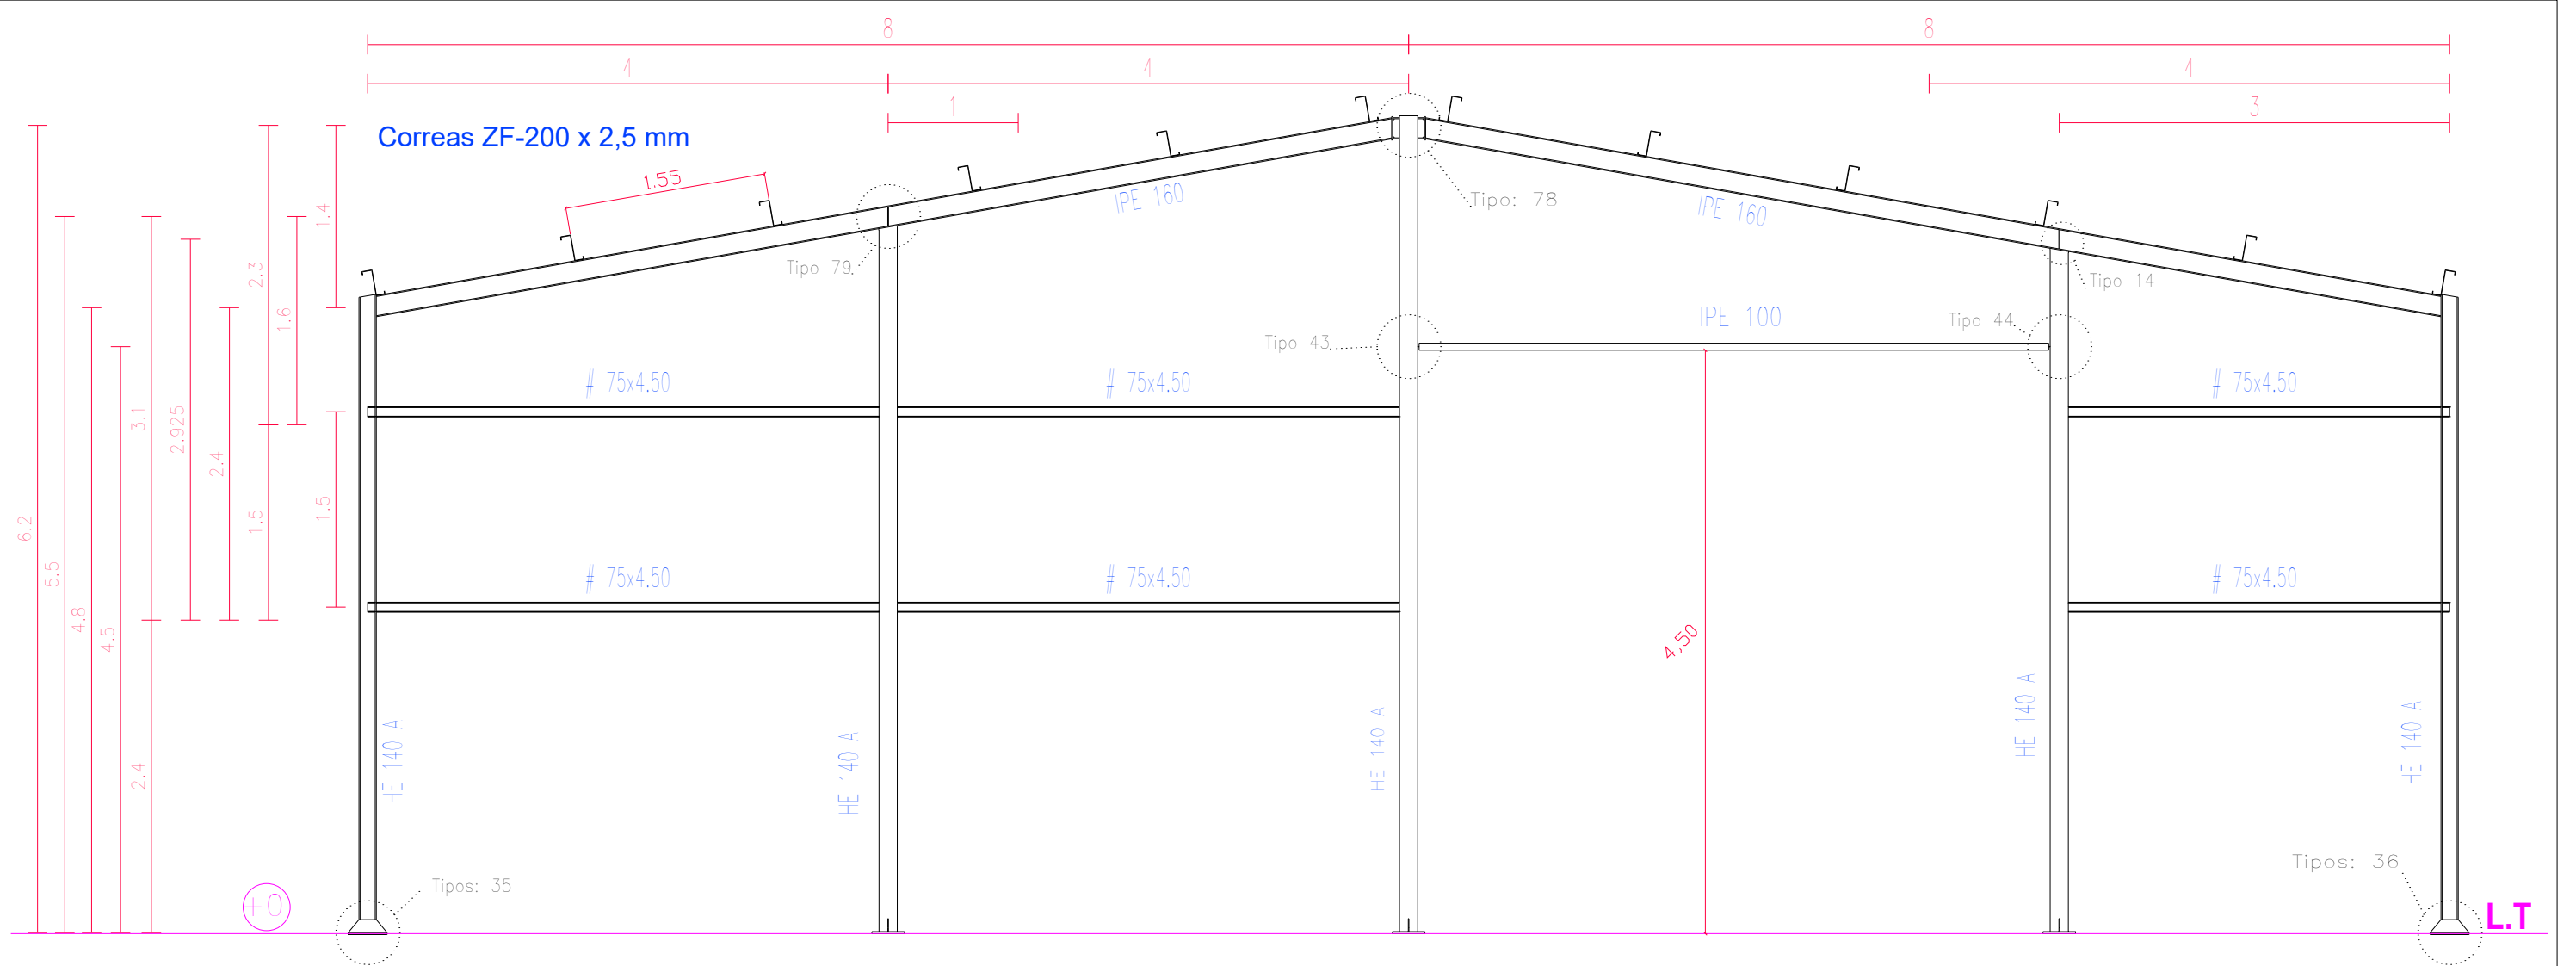 8
8
4
4
4
1
3
Correas ZF-200 x 2,5 mm
1.55
IPE 160
IPE 160
Tipo: 78
1.4
2.3
Tipo 79
Tipo 14
1.6
IPE 100
Tipo 44
Tipo 43
# 75x4.50
# 75x4.50
# 75x4.50
3.1
2.925
2.4
1.5
1.5
6.2
5.5
4.8
4.5
# 75x4.50
# 75x4.50
# 75x4.50
4,50
2.4
HE 140 A
HE 140 A
HE 140 A
HE 140 A
HE 140 A
Tipos: 35
Tipos: 36
+0
L.T